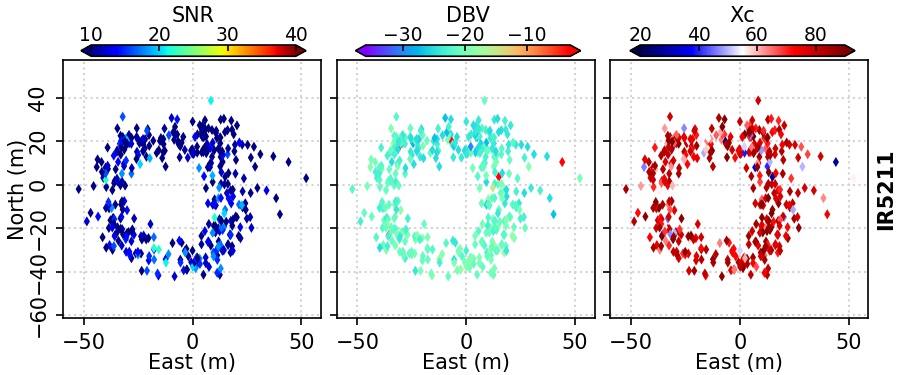 SNR DBV Xc
10 20 30 40 −30 −20 −10 20 40 60 80
40
20
0
−20
−40
−60
North (m)
IR5211
−50 0 50 −50 0 50 −50 0 50
East (m) East (m) East (m)